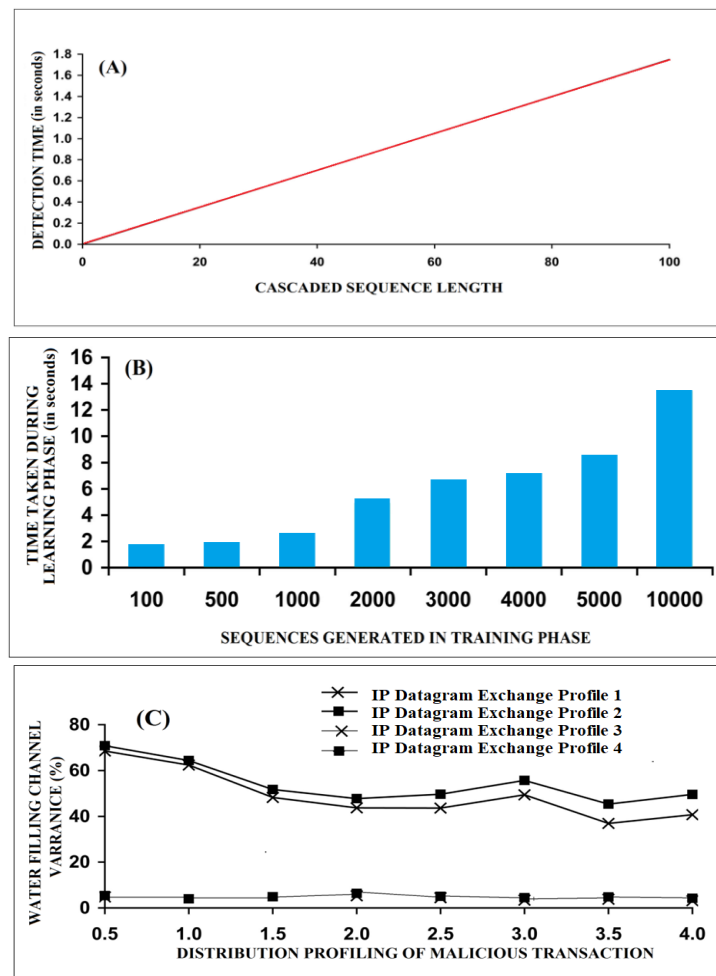 (A)
DETECTION TIME (in seconds)
1.8
1.6
1.4
1.2
1.0
0.8
0.6
0.4
0.2
0.0
0 20 40 60 80 100
CASCADED SEQUENCE LENGTH
(B)
TIME TAKEN DURING
LEARNING PHASE (in seconds)
16
14
12
10
8
6
4
2
0
100 500 1000 2000 3000 4000 5000 10000
SEQUENCES GENERATED IN TRAINING PHASE
(C)
IP Datagram Exchange Profile 1
IP Datagram Exchange Profile 2
IP Datagram Exchange Profile 3
IP Datagram Exchange Profile 4
WATER FILLING CHANNEL
VARRANICE (%)
80
60
40
20
0
0.5 1.0 1.5 2.0 2.5 3.0 3.5 4.0
DISTRIBUTION PROFILING OF MALICIOUS TRANSACTION